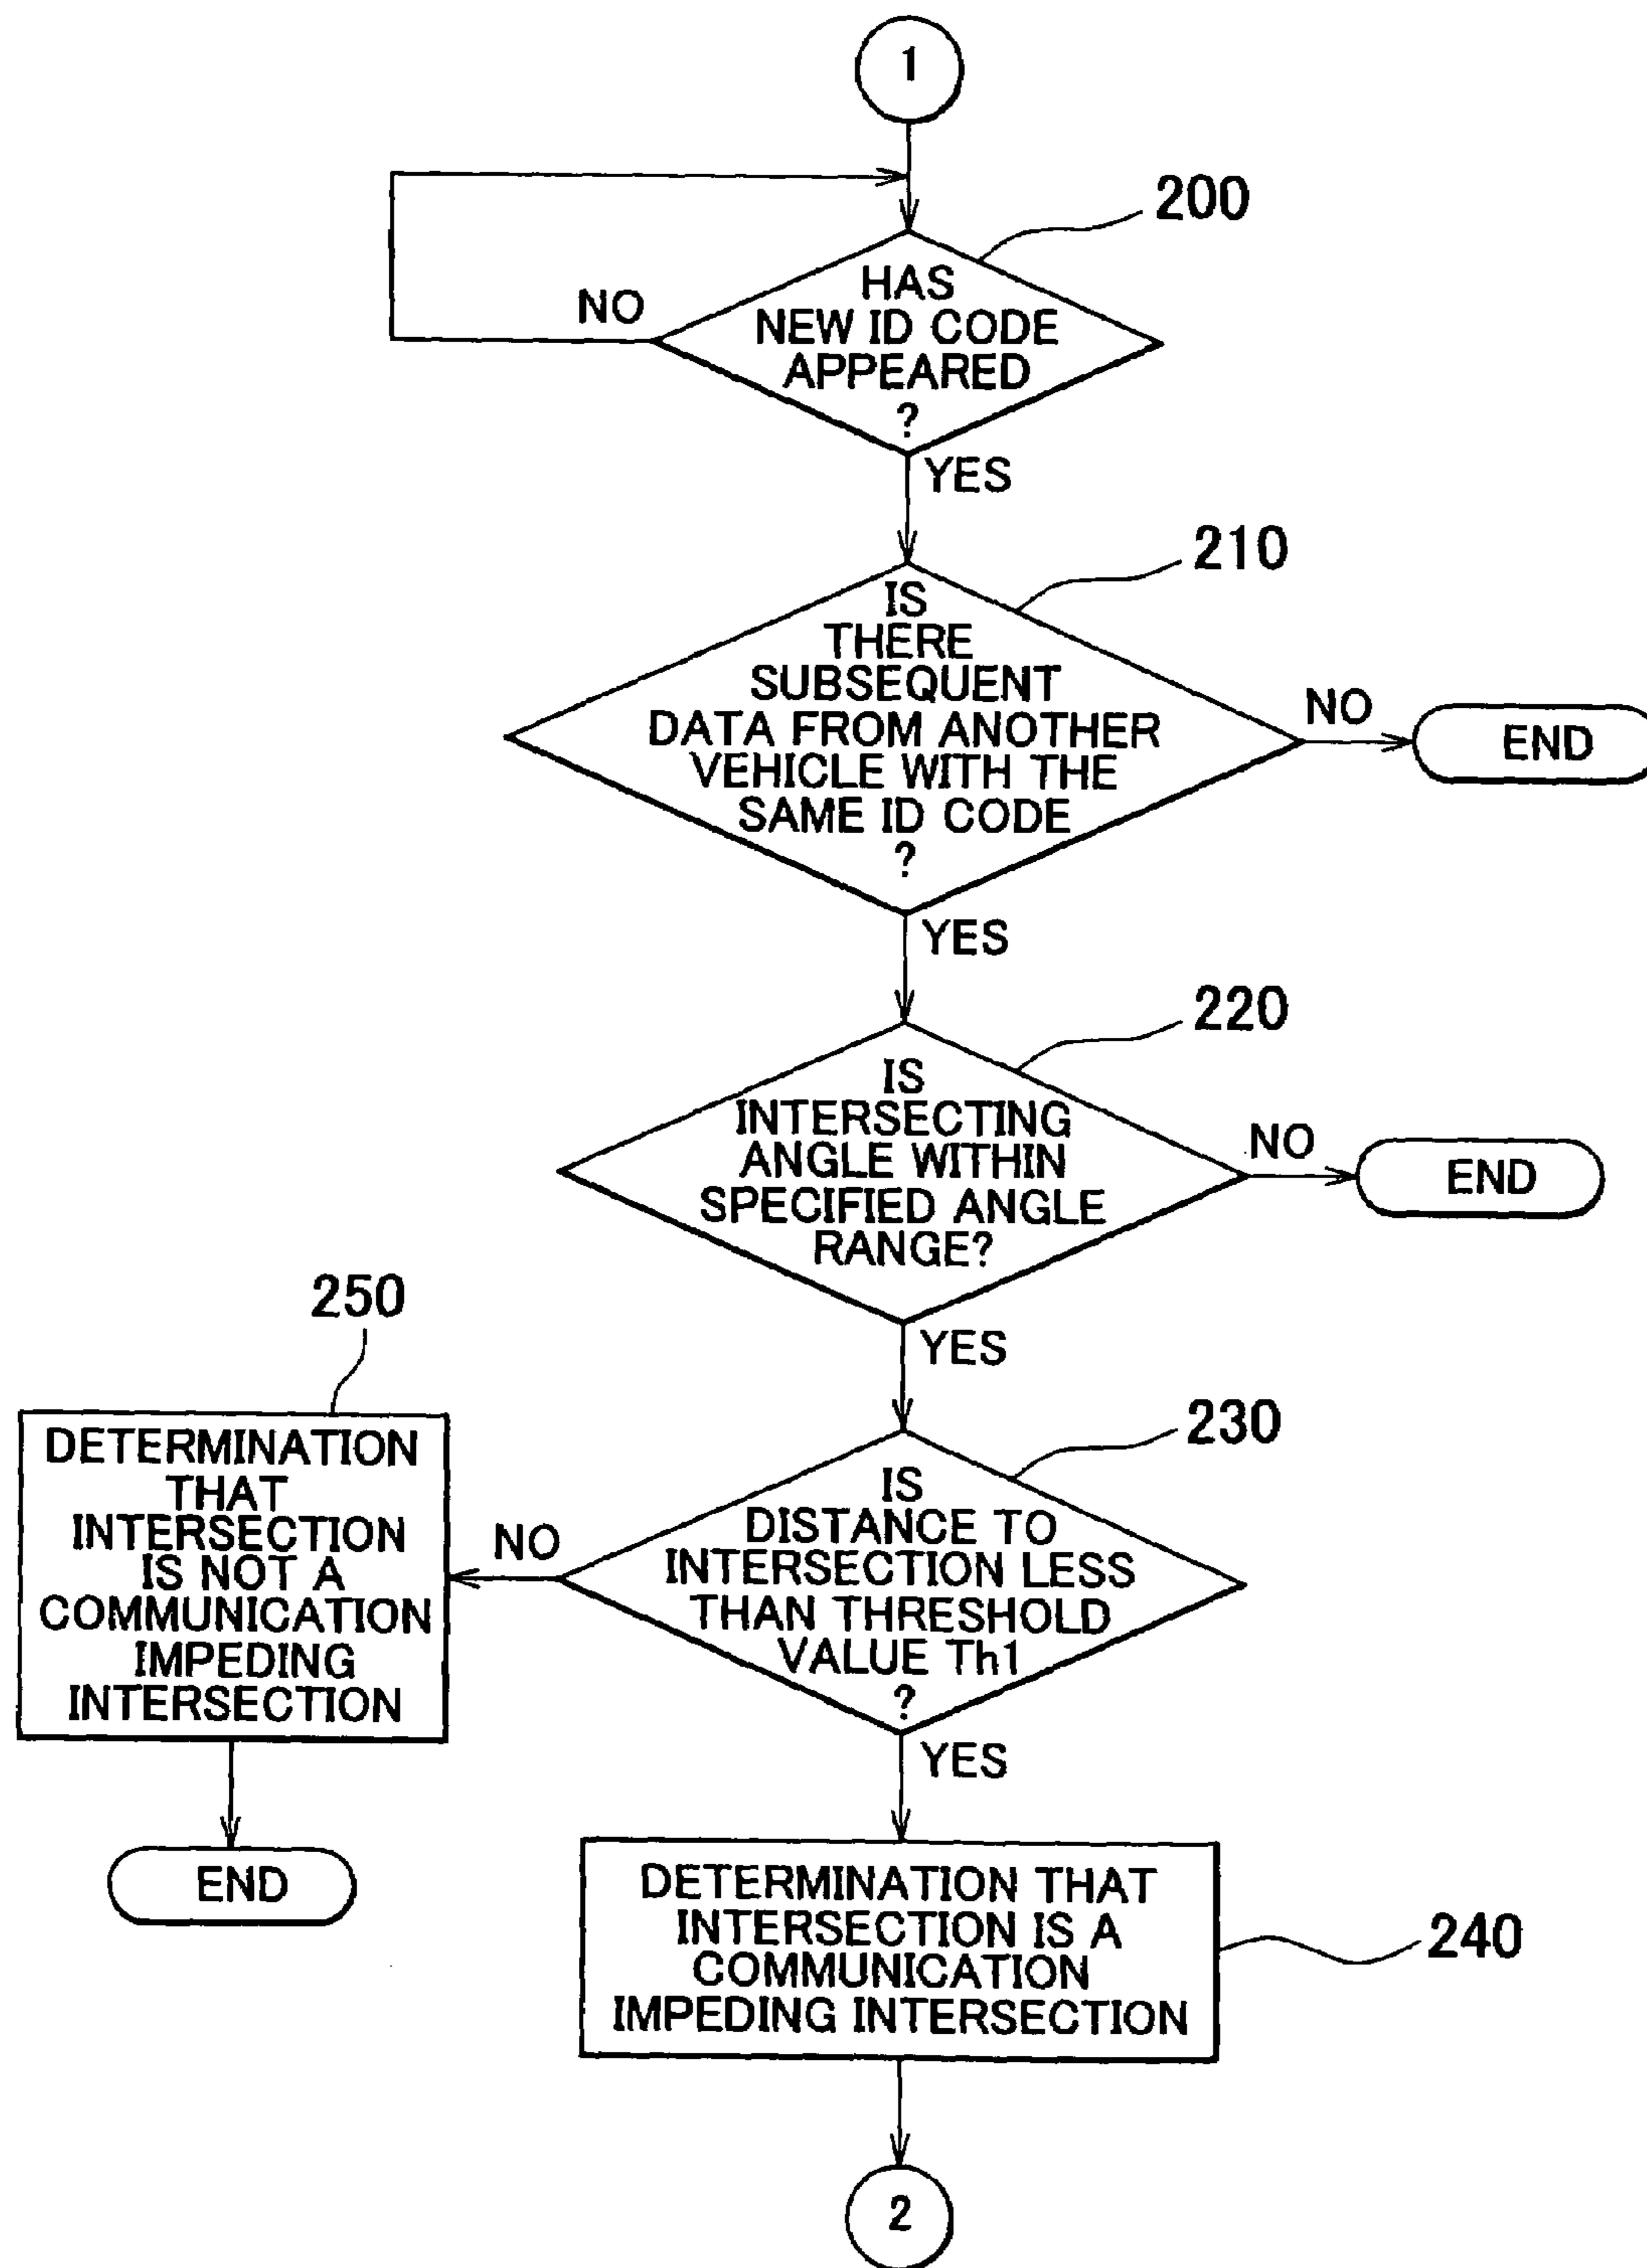 1
200
HAS
NEW ID CODE
APPEARED
?
NO
YES
210
IS
THERE
SUBSEQUENT
DATA FROM ANOTHER
VEHICLE WITH THE
SAME ID CODE
?
NO
END
YES
220
IS
INTERSECTING
ANGLE WITHIN
SPECIFIED ANGLE
RANGE?
NO
END
YES
230
IS
DISTANCE TO
INTERSECTION LESS
THAN THRESHOLD
VALUE Th1
?
NO
250
DETERMINATION
THAT
INTERSECTION
IS NOT A
COMMUNICATION
IMPEDING
INTERSECTION
END
YES
DETERMINATION THAT
INTERSECTION IS A
COMMUNICATION
IMPEDING INTERSECTION
240
2